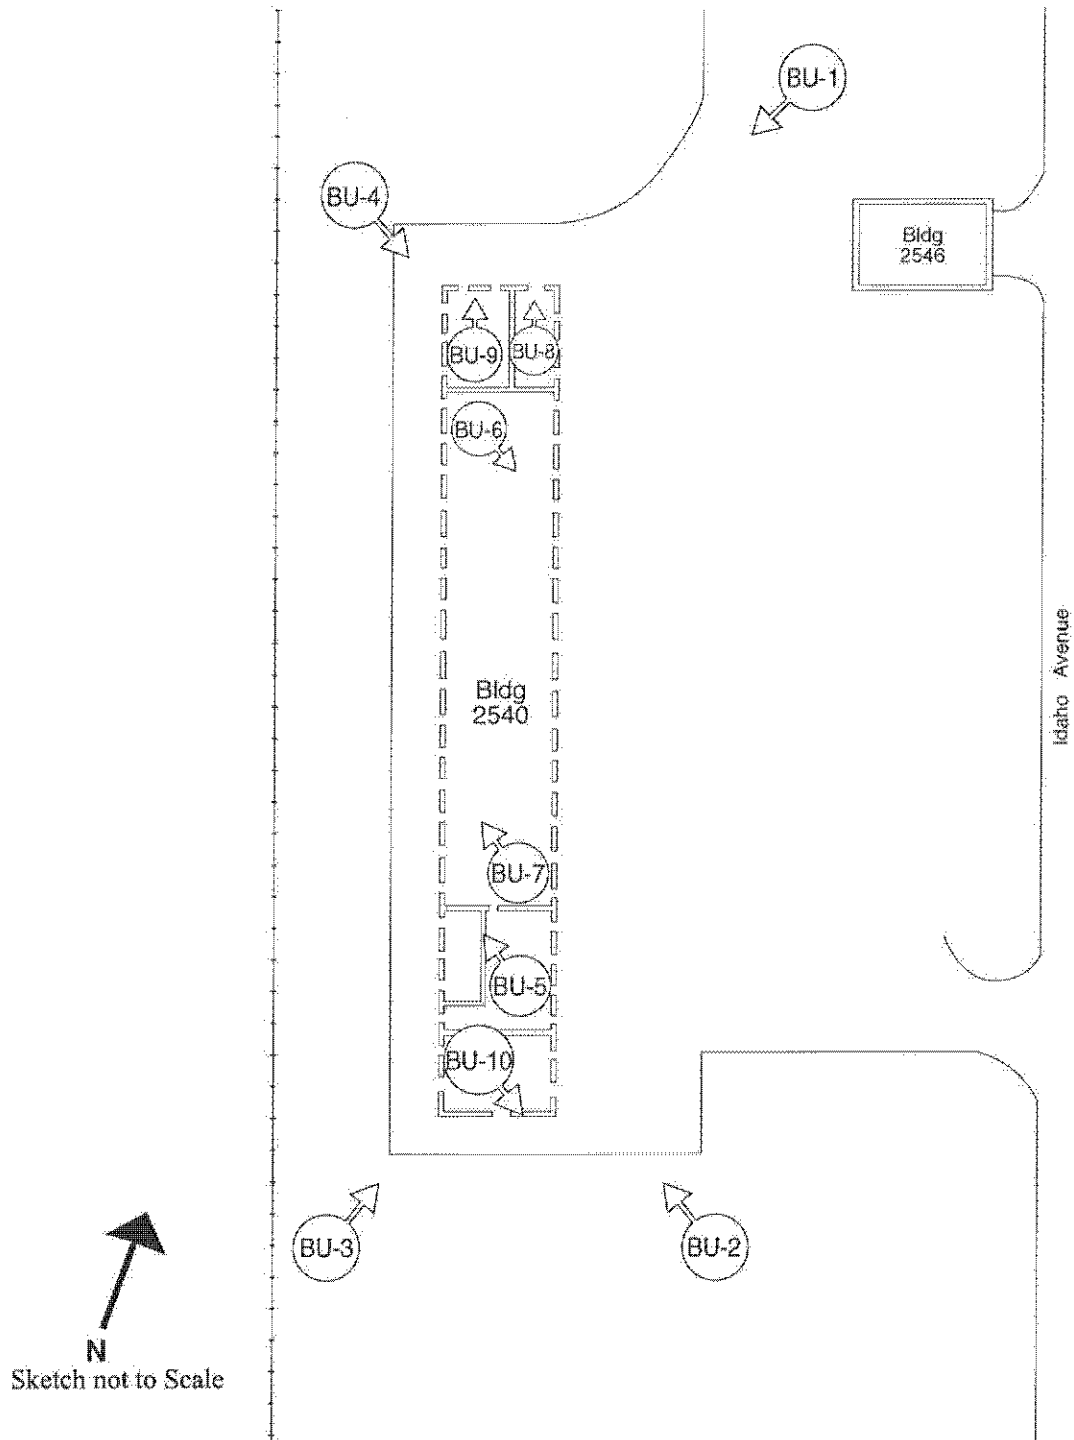 BU-1
BU-4
Bldg
2546
BU-9
BU-8
BU-6
Idaho Avenue
Bldg
2540
BU-7
BU-5
BU-10
BU-3
BU-2
N
Sketch not to Scale